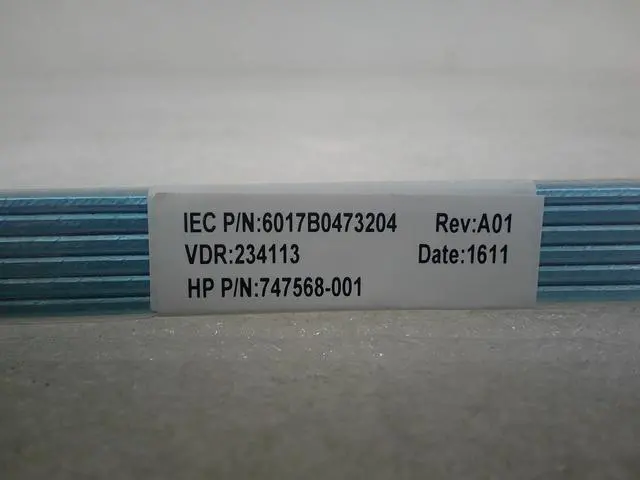 IEC P/N:6017B0473204 Rev:A01
VDR:234113 Date:1611
HP P/N:747568-001